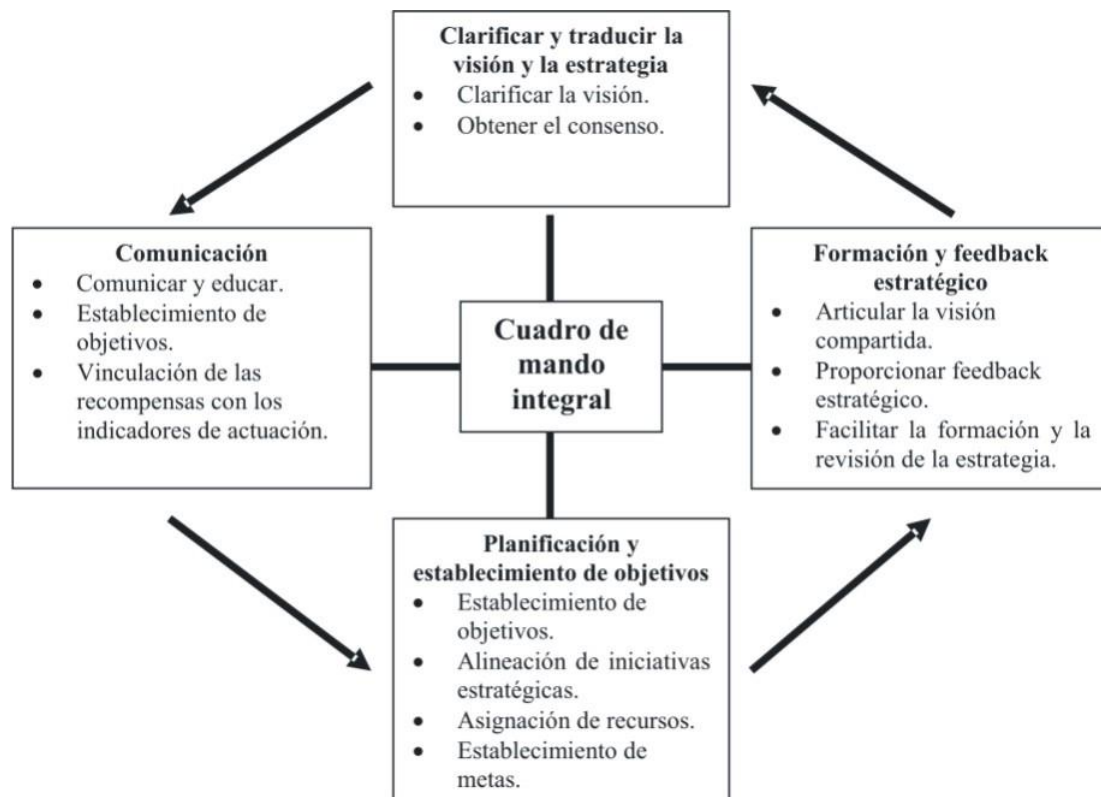 Clarificar y traducir la
visión y la estrategia
• Clarificar la visión.
• Obtener el consenso.
Comunicación
• Comunicar y educar.
• Establecimiento de
objetivos.
• Vinculación de las
recompensas con los
indicadores de actuación.
Cuadro de
mando
integral
Formación y feedback
estratégico
• Articular la visión
compartida.
• Proporcionar feedback
estratégico.
• Facilitar la formación y la
revisión de la estrategia.
Planificación y
establecimiento de objetivos
• Establecimiento de
objetivos.
• Alineación de iniciativas
estratégicas.
• Asignación de recursos.
• Establecimiento de
metas.